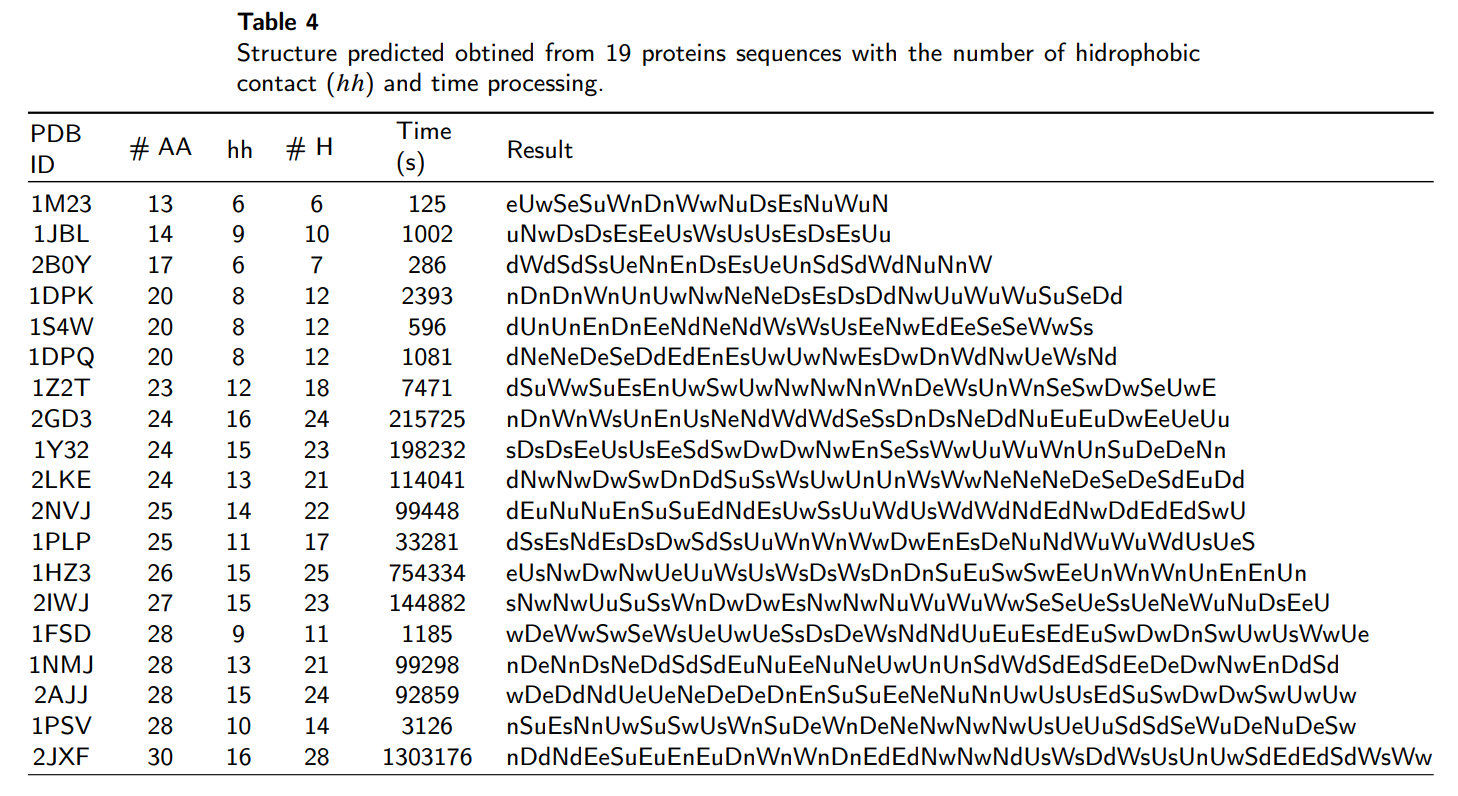 Table 4
Structure predicted obtined from 19 proteins sequences with the number of hidrophobic
contact (hh) and time processing.
PDB ID # AA hh # H Time (s) Result
1M23 13 6 6 125 eUwSeSuWnDnWwNuDsEsNuWuN
1JBL 14 9 10 1002 uNwDsDsEsEeUsWsUsUsEsDsEsUu
2B0Y 17 6 7 286 dWdSdSsUeNnEnDsEsUeUnSdSdWdNuNnW
1DPK 20 8 12 2393 nDnDnWnUnUwNwNeNeDsEsDsDdNwUuWuWuSuSeDd
1S4W 20 8 12 596 dUnUnEnDnEeNdNeNdWsWsUsEeNwEdEeSeSeWwSs
1DPQ 20 8 12 1081 dNeNeDeSeDdEdEnEsUwUwNwEsDwDnWdNwUeWsNd
1Z2T 23 12 18 7471 dSuWwSuEsEnUwSwUwNwNwNnWnDeWsUnWnSeSwDwSeUwE
2GD3 24 16 24 215725 nDnWnWsUnEnUsNeNdWdWdSeSsDnDsNeDdNuEuEuDwEeUeUu
1Y32 24 15 23 198232 sDsDsEeUsUsEeSdSwDwDwNwEnSeSsWwUuWuWnUnSuDeDeNn
2LKE 24 13 21 114041 dNwNwDwSwDnDdSuSsWsUwUnUnWsWwNeNeNeDeSeDeSdEuDd
2NVJ 25 14 22 99448 dEuNuNuEnSuSuEdNdEsUwSsUuWdUsWdWdNdEdNwDdEdEdSwU
1PLP 25 11 17 33281 dSsEsNdEsDsDwSdSsUuWnWnWwDwEnEsDeNuNdWuWuWdUsUeS
1HZ3 26 15 25 754334 eUsNwDwNwUeUuWsUsWsDsWsDnDnSuEuSwSwEeUnWnWnUnEnEnUn
2IWJ 27 15 23 144882 sNwNwUuSuSsWnDwDwEsNwNwNuWuWuWwSeSeUeSsUeNeWuNuDsEeU
1FSD 28 9 11 1185 wDeWwSwSeWsUeUwUeSsDsDeWsNdNdUuEuEsEdEuSwDwDnSwUwUsWwUe
1NMJ 28 13 21 99298 nDeNnDsNeDdSdSdEuNuEeNuNeUwUnUnSdWdSdEdSdEeDeDwNwEnDdSd
2AJJ 28 15 24 92859 wDeDdNdUeUeNeDeDeDnEnSuSuEeNeNuNnUwUsUsEdSuSwDwDwSwUwUw
1PSV 28 10 14 3126 nSuEsNnUwSuSwUsWnSuDeWnDeNeNwNwNwUsUeUuSdSdSeWuDeNuDeSw
2JXF 30 16 28 1303176 nDdNdEeSuEuEnEuDnWnWnDnEdEdNwNwNdUsWsDdWsUsUnUwSdEdEdSdWsWw